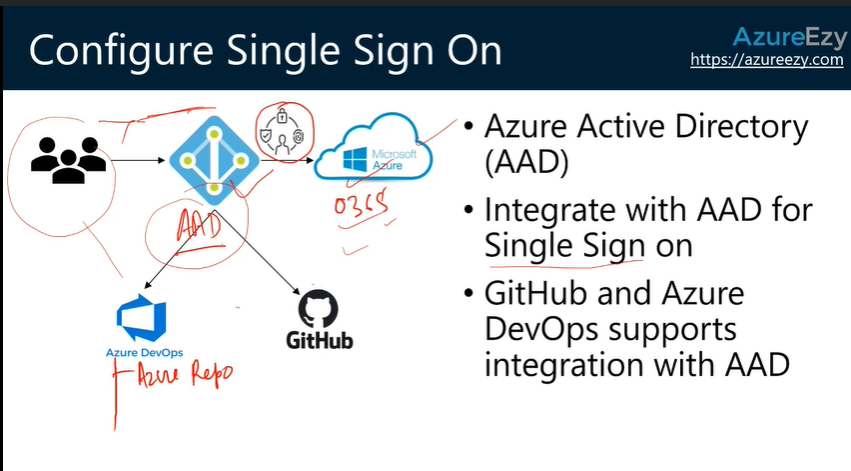 Configure Single Sign On
AzureEzy
https://azureezy.com
Microsoft
Azure
O365
AAD
Azure DevOps
Azure Repo
GitHub
• Azure Active Directory
(AAD)
• Integrate with AAD for
Single Sign on
• GitHub and Azure
DevOps supports
integration with AAD